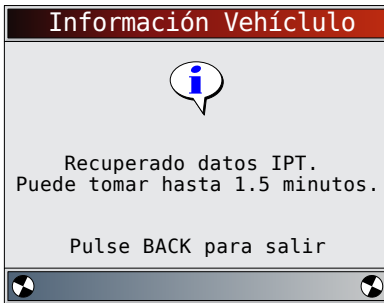 Información Vehíclulo
Recuperado datos IPT.
Puede tomar hasta 1.5 minutos.
Pulse BACK para salir